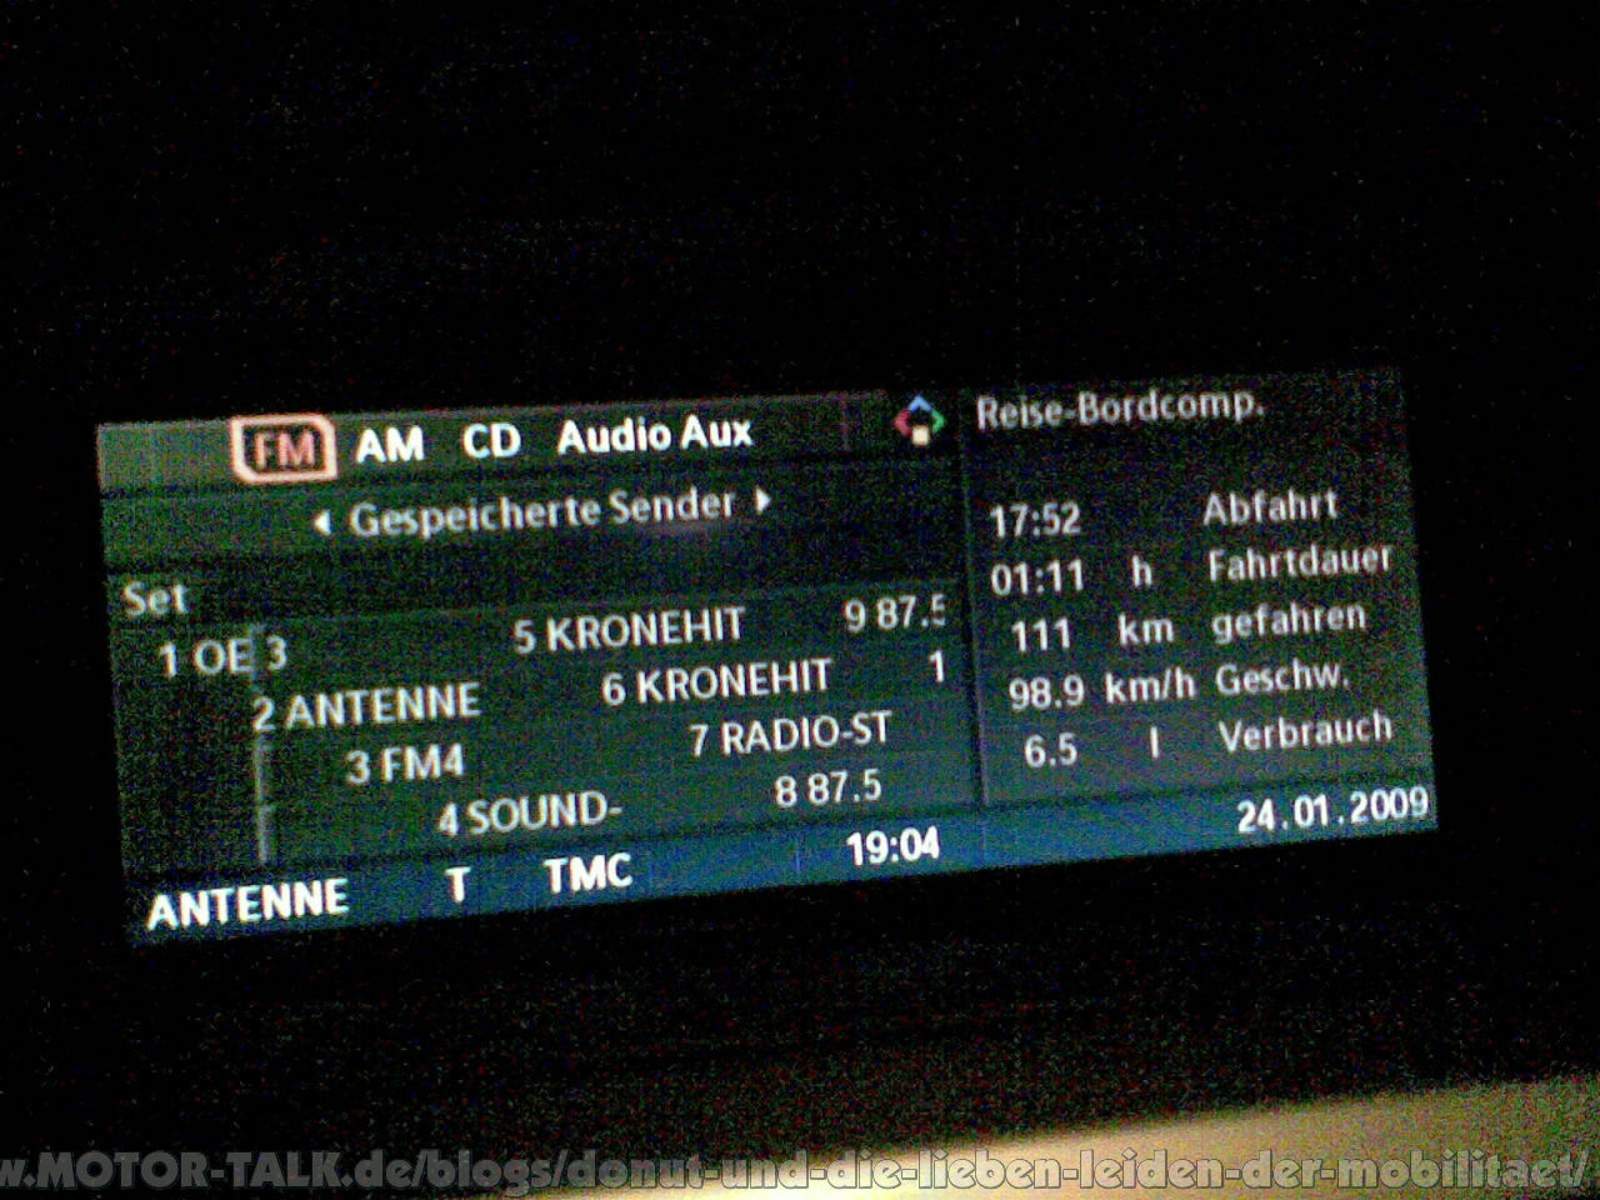 FM AM CD Audio Aux
Gespeicherte Sender
Set
1 OE 3
2 ANTENNE
3 FM4
4 SOUND-
5 KRONEHIT
6 KRONEHIT
7 RADIO-ST
8 87.5
9 87.5
1
Reise-Bordcomp.
17:52 Abfahrt
01:11 h Fahrtdauer
111 km gefahren
98.9 km/h Geschw.
6.5 l Verbrauch
ANTENNE T TMC 19:04 24.01.2009
w.MOTOR-TALK.de/blogs/donut-und-die-lieben-leiden-der-mobilitaet/